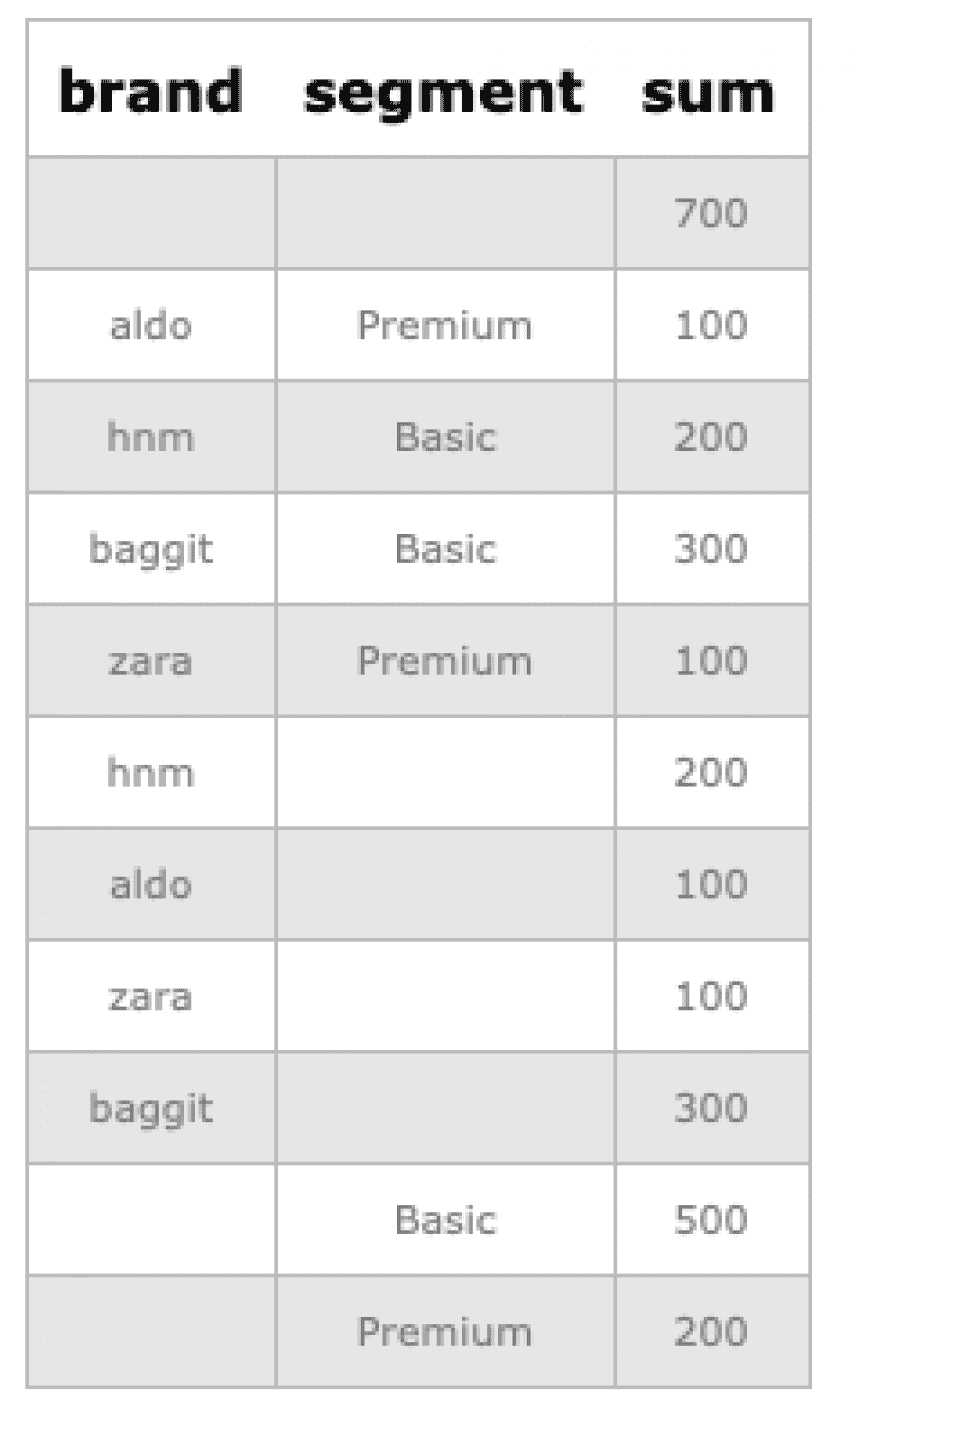 brand segment sum
700
aldo Premium 100
hnm Basic 200
baggit Basic 300
zara Premium 100
hnm 200
aldo 100
zara 100
baggit 300
Basic 500
Premium 200